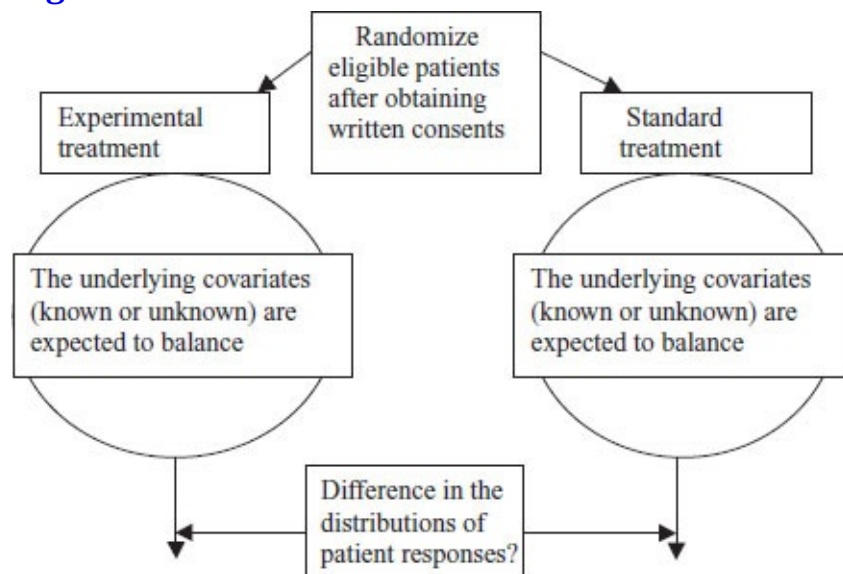 Randomize
eligible patients
after obtaining
written consents
Experimental
treatment
Standard
treatment
The underlying covariates
(known or unknown) are
expected to balance
The underlying covariates
(known or unknown) are
expected to balance
Difference in the
distributions of
patient responses?